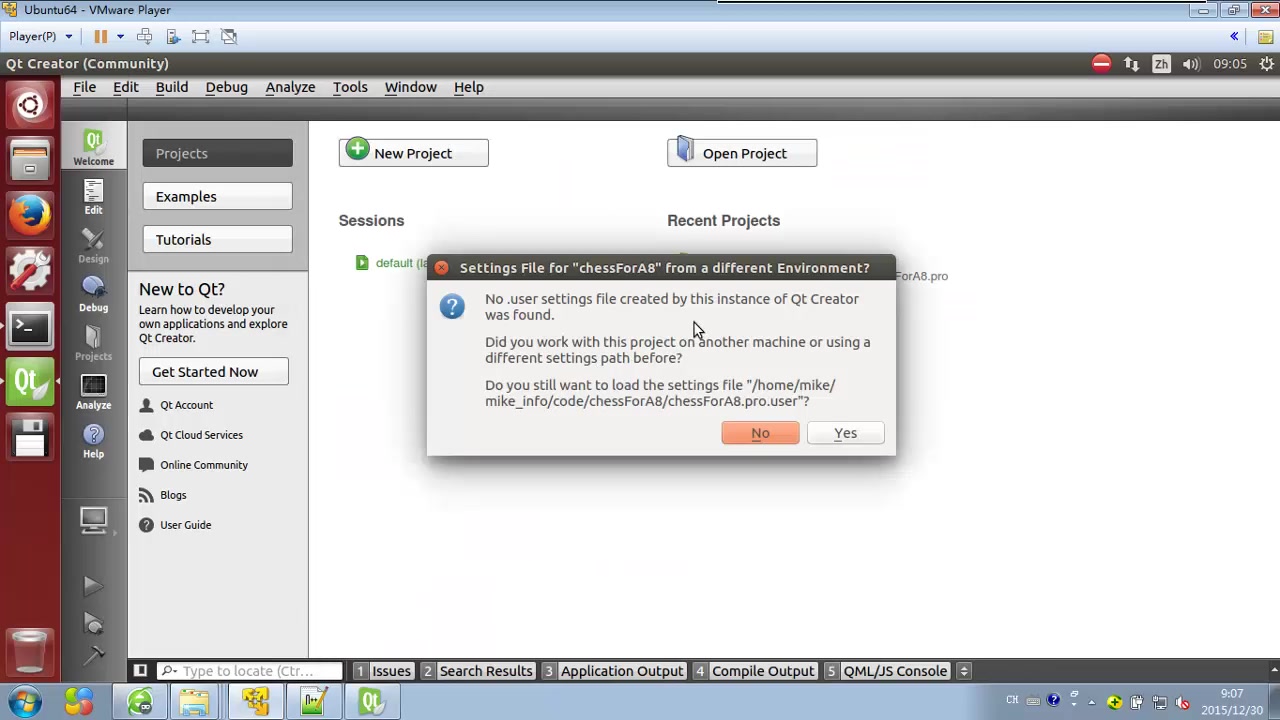 Ubuntu64 - VMware Player
Player(P)
Qt Creator (Community)
Zh
09:05
File Edit Build Debug Analyze Tools Window Help
Qt
Welcome
Edit
Design
Debug
Projects
Analyze
Help
Projects
Examples
Tutorials
New to Qt?
Learn how to develop your
own applications and explore
Qt Creator.
Get Started Now
Qt Account
Qt Cloud Services
Online Community
Blogs
User Guide
New Project
Open Project
Sessions
Recent Projects
default (la
ForA8.pro
Settings File for "chessForA8" from a different Environment?
No .user settings file created by this instance of Qt Creator
was found.
Did you work with this project on another machine or using a
different settings path before?
Do you still want to load the settings file "/home/mike/
mike_info/code/chessForA8/chessForA8.pro.user"?
No
Yes
Type to locate (Ctr...
1 Issues
2 Search Results
3 Application Output
4 Compile Output
5 QML/JS Console
CH
9:07
2015/12/30